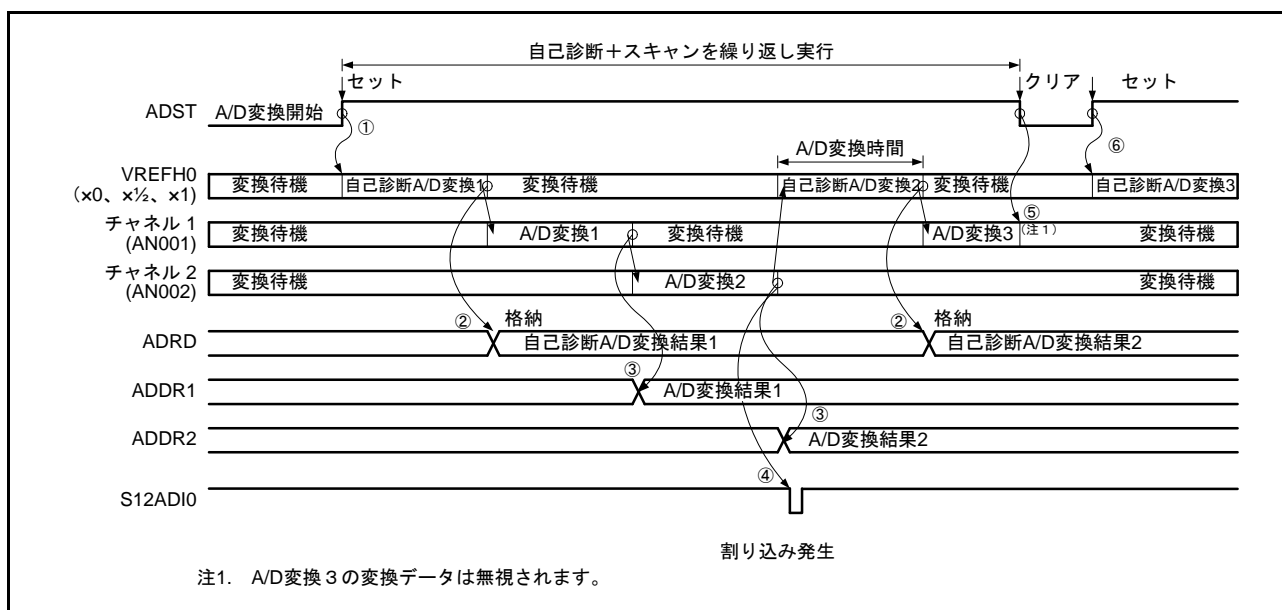 自己診断＋スキャンを繰り返し実行
セット
クリア
セット
ADST
A/D変換開始
①
⑥
A/D変換時間
VREFH0
（×0、×½、×1）
変換待機
自己診断A/D変換1
変換待機
自己診断A/D変換2
変換待機
自己診断A/D変換3
チャネル 1
(AN001)
変換待機
A/D変換1
変換待機
A/D変換3
⑤
（注１）
変換待機
チャネル 2
(AN002)
変換待機
A/D変換2
変換待機
ADRD
②
格納
自己診断A/D変換結果1
②
格納
自己診断A/D変換結果2
ADDR1
③
A/D変換結果1
ADDR2
③
A/D変換結果2
S12ADI0
④
割り込み発生
注1. A/D変換３の変換データは無視されます。